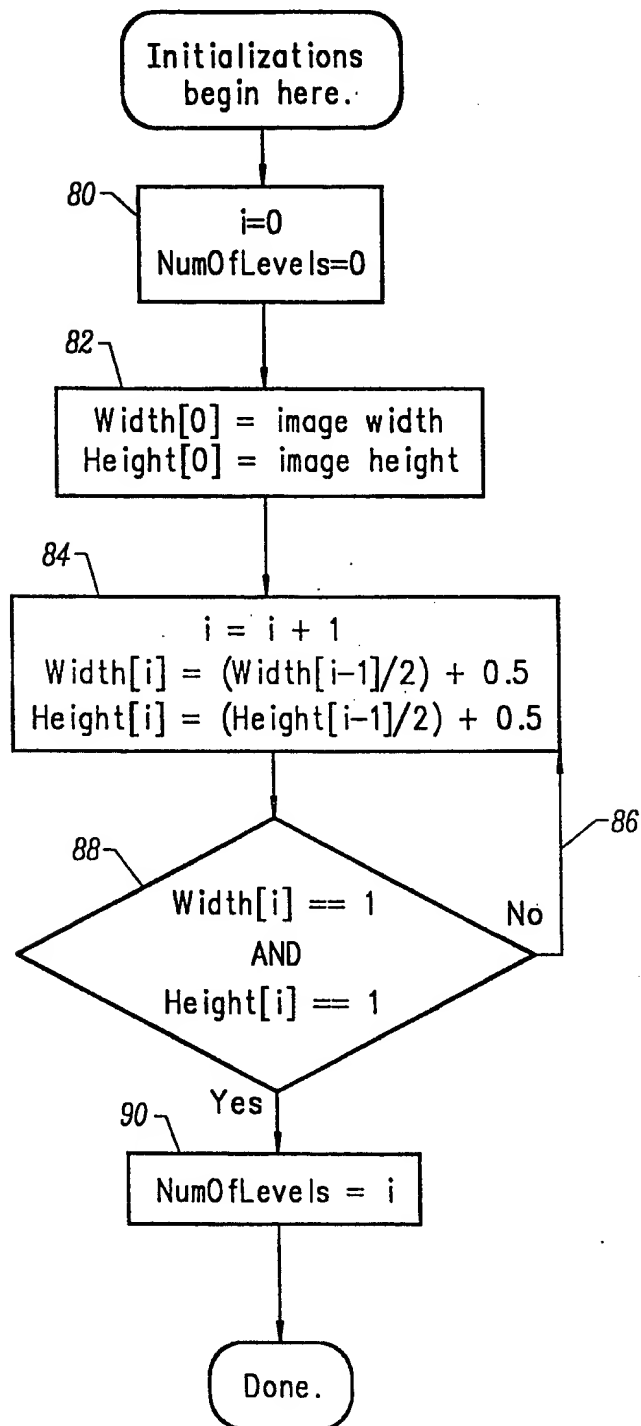 Initializations
begin here.
80
i=0
NumOfLevels=0
82
Width[0] = image width
Height[0] = image height
84
i = i + 1
Width[i] = (Width[i-1]/2) + 0.5
Height[i] = (Height[i-1]/2) + 0.5
86
88
Width[i] == 1
AND
Height[i] == 1
No
Yes
90
NumOfLevels = i
Done.